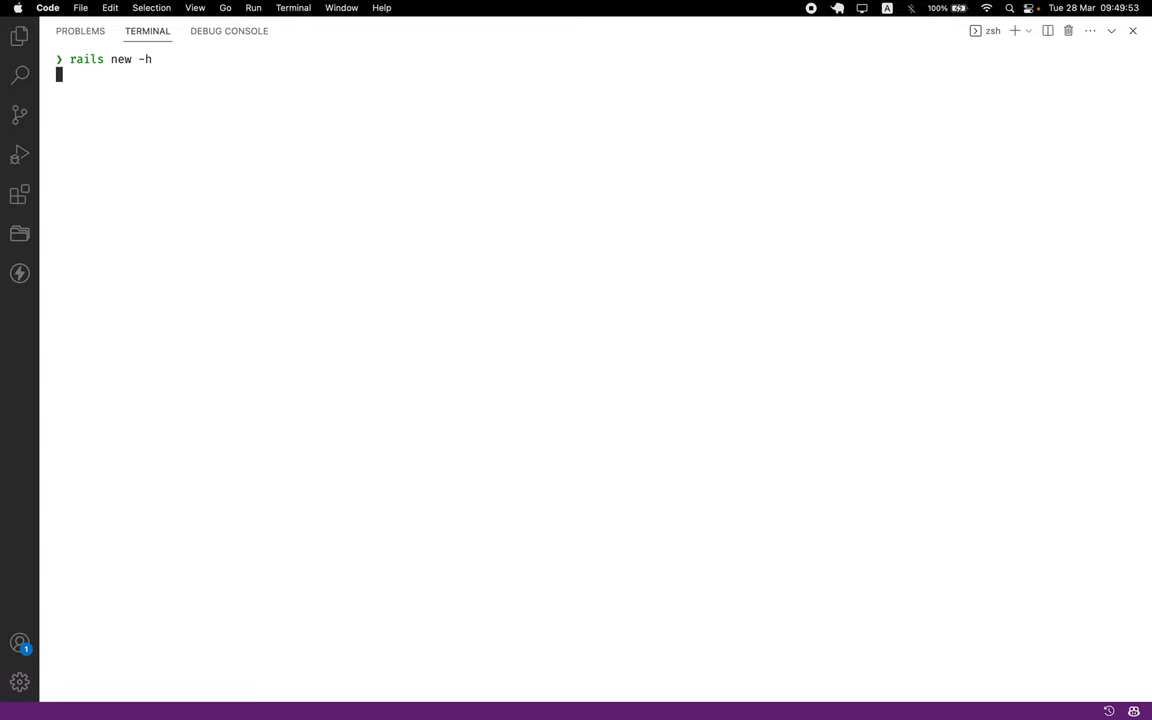 Code File Edit Selection View Go Run Terminal Window Help A 100% Tue 28 Mar 09:49:53
PROBLEMS TERMINAL DEBUG CONSOLE zsh
❯ rails new -h
1